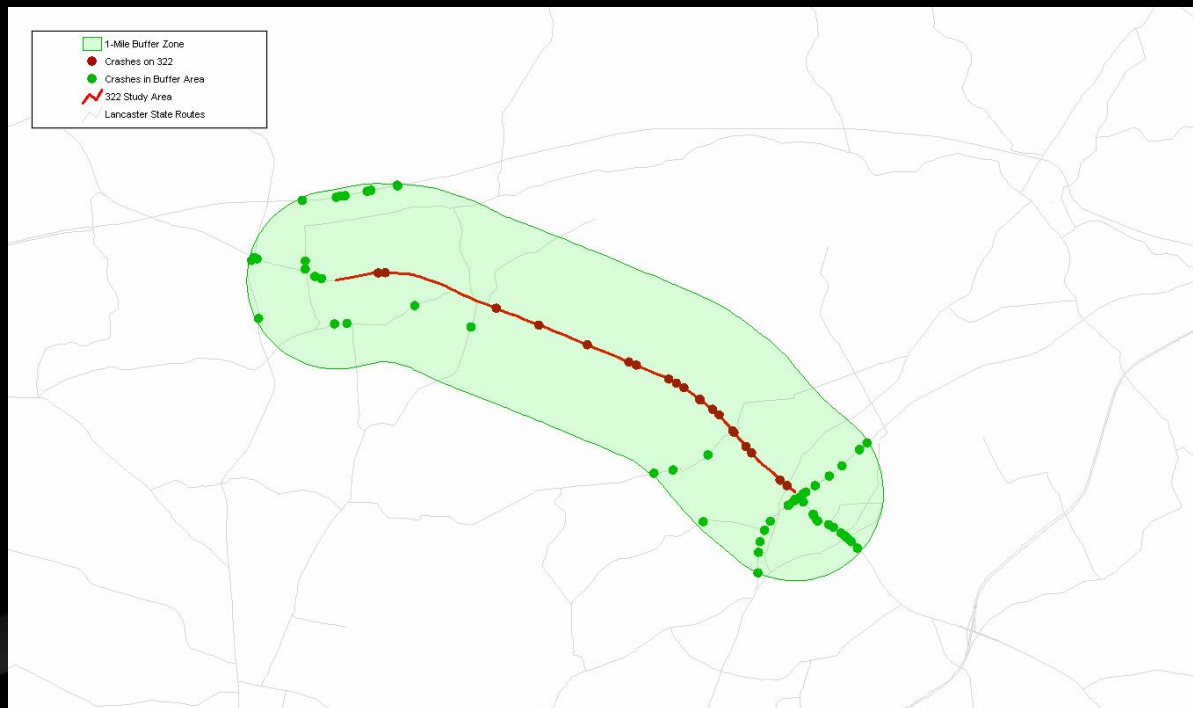 1-Mile Buffer Zone
Crashes on 322
Crashes in Buffer Area
322 Study Area
Lancaster State Routes